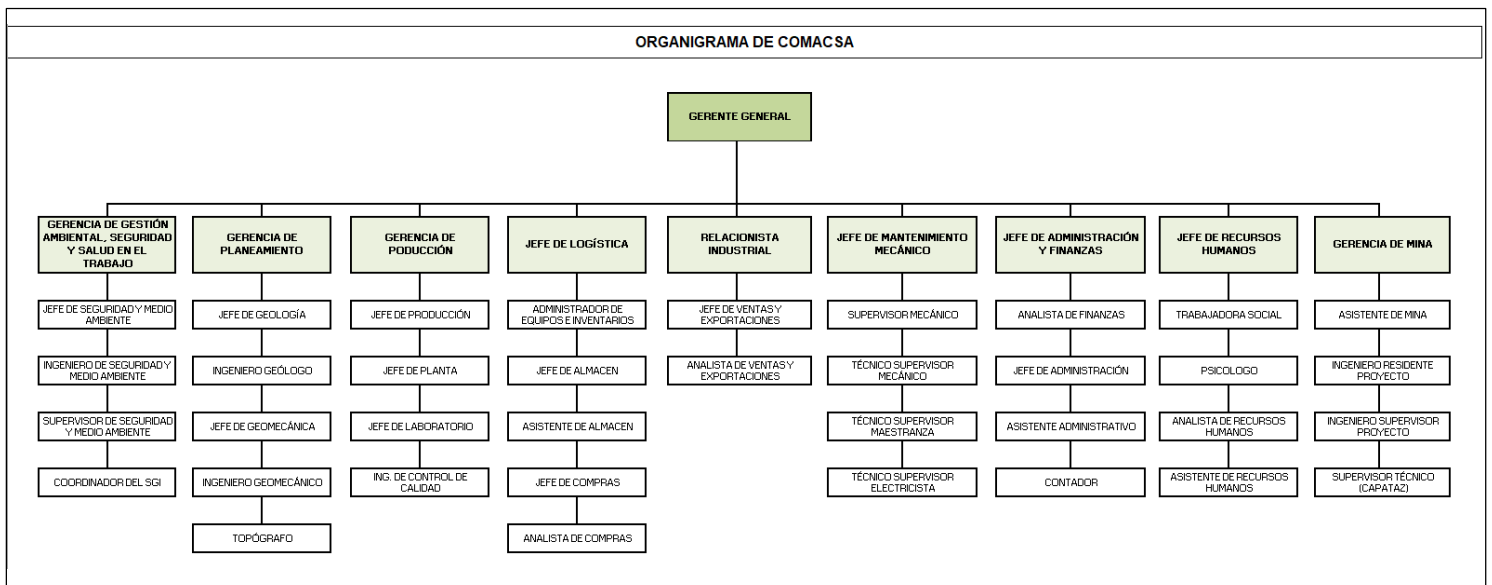 ORGANIGRAMA DE COMACSA
GERENTE GENERAL
GERENCIA DE GESTIÓN
AMBIENTAL, SEGURIDAD
Y SALUD EN EL
TRABAJO
JEFE DE SEGURIDAD Y MEDIO
AMBIENTE
INGENIERO DE SEGURIDAD Y
MEDIO AMBIENTE
SUPERVISOR DE SEGURIDAD
Y MEDIO AMBIENTE
COORDINADOR DEL SGI
GERENCIA DE
PLANEAMIENTO
JEFE DE GEOLOGÍA
INGENIERO GEÓLOGO
JEFE DE GEOMECÁNICA
INGENIERO GEOMECÁNICO
TOPÓGRAFO
GERENCIA DE
PODUCCIÓN
JEFE DE PRODUCCIÓN
JEFE DE PLANTA
JEFE DE LABORATORIO
ING. DE CONTROL DE
CALIDAD
JEFE DE LOGÍSTICA
ADMINISTRADOR DE
EQUIPOS E INVENTARIOS
JEFE DE ALMACEN
ASISTENTE DE ALMACEN
JEFE DE COMPRAS
ANALISTA DE COMPRAS
RELACIONISTA
INDUSTRIAL
JEFE DE VENTAS Y
EXPORTACIONES
ANALISTA DE VENTAS Y
EXPORTACIONES
JEFE DE MANTENIMIENTO
MECÁNICO
SUPERVISOR MECÁNICO
TÉCNICO SUPERVISOR
MECÁNICO
TÉCNICO SUPERVISOR
MAESTRANZA
TÉCNICO SUPERVISOR
ELECTRICISTA
JEFE DE ADMINISTRACIÓN
Y FINANZAS
ANALISTA DE FINANZAS
JEFE DE ADMINISTRACIÓN
ASISTENTE ADMINISTRATIVO
CONTADOR
JEFE DE RECURSOS
HUMANOS
TRABAJADORA SOCIAL
PSICOLOGO
ANALISTA DE RECURSOS
HUMANOS
ASISTENTE DE RECURSOS
HUMANOS
GERENCIA DE MINA
ASISTENTE DE MINA
INGENIERO RESIDENTE
PROYECTO
INGENIERO SUPERVISOR
PROYECTO
SUPERVISOR TÉCNICO
(CAPATAZ)